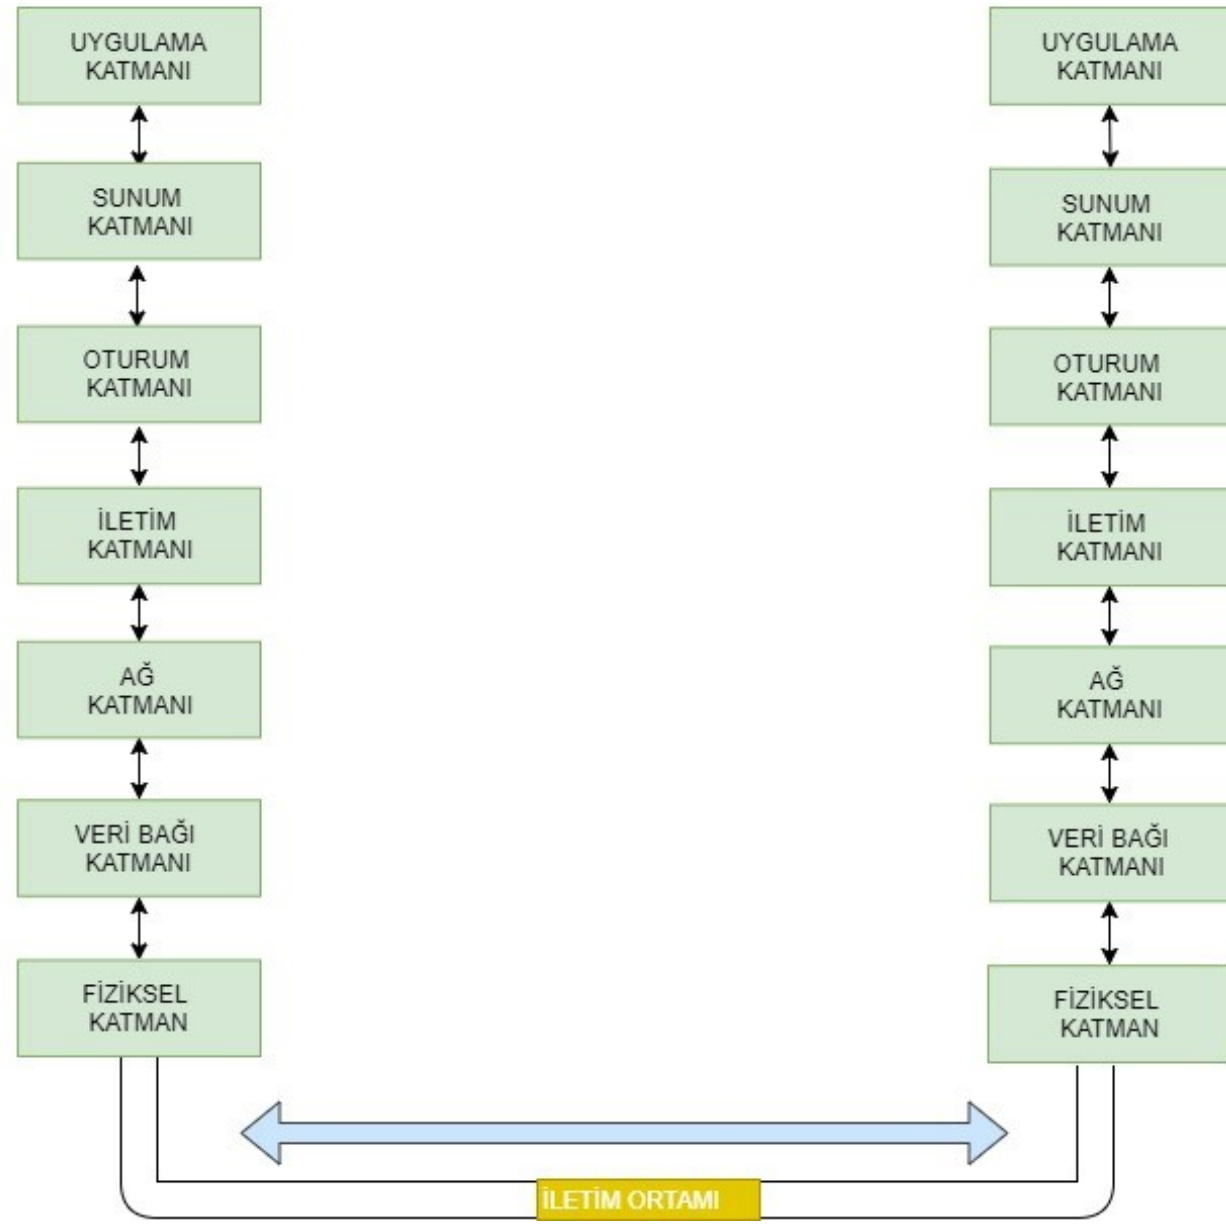 UYGULAMA
KATMANI
SUNUM
KATMANI
OTURUM
KATMANI
İLETİM
KATMANI
AĞ
KATMANI
VERİ BAĞI
KATMANI
FİZİKSEL
KATMAN
UYGULAMA
KATMANI
SUNUM
KATMANI
OTURUM
KATMANI
İLETİM
KATMANI
AĞ
KATMANI
VERİ BAĞI
KATMANI
FİZİKSEL
KATMAN
İLETİM ORTAMI